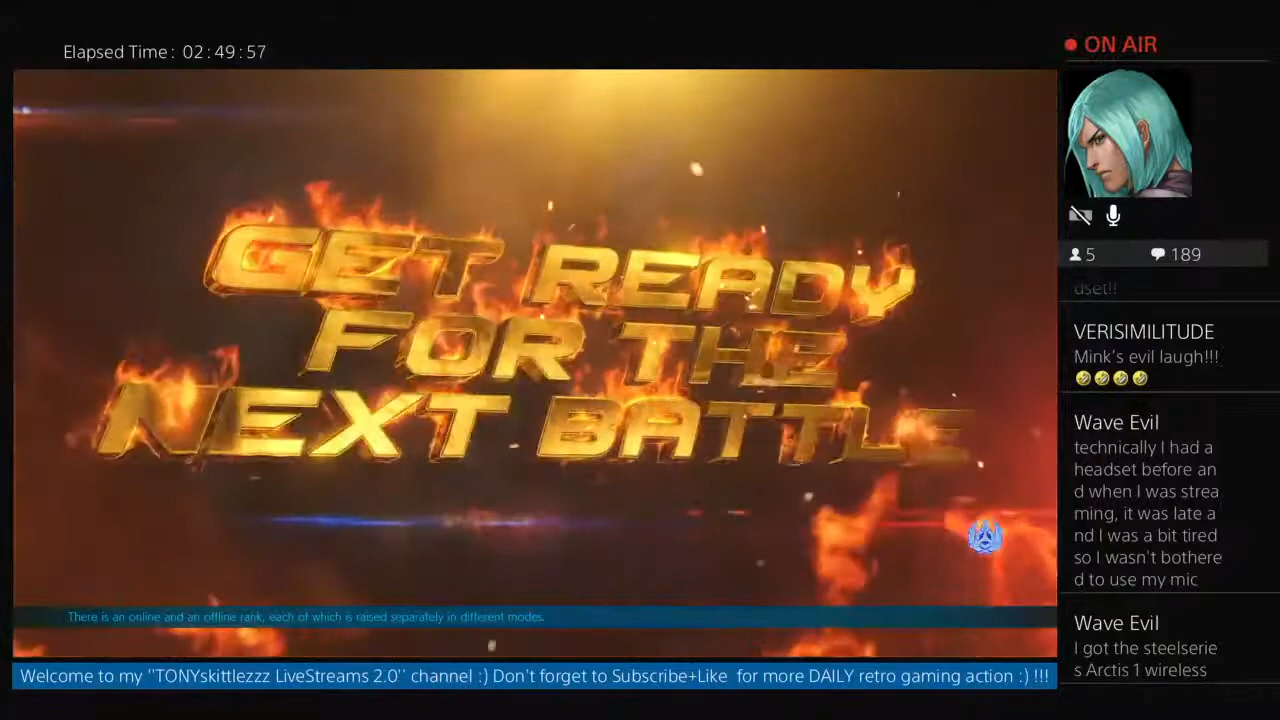 Elapsed Time: 02:49:57
ON AIR
GET READY
FOR THE
NEXT BATTLE
5
189
dset!!
VERISIMILITUDE
Mink's evil laugh!!!
Wave Evil
technically I had a
headset before an
d when I was strea
ming, it was late a
nd I was a bit tired
so I wasn't bothere
d to use my mic
Wave Evil
I got the steelserie
s Arctis 1 wireless
There is an online and an offline rank, each of which is raised separately in different modes.
Welcome to my "TONYskittlezzz LiveStreams 2.0" channel :) Don't forget to Subscribe+Like for more DAILY retro gaming action :) !!!